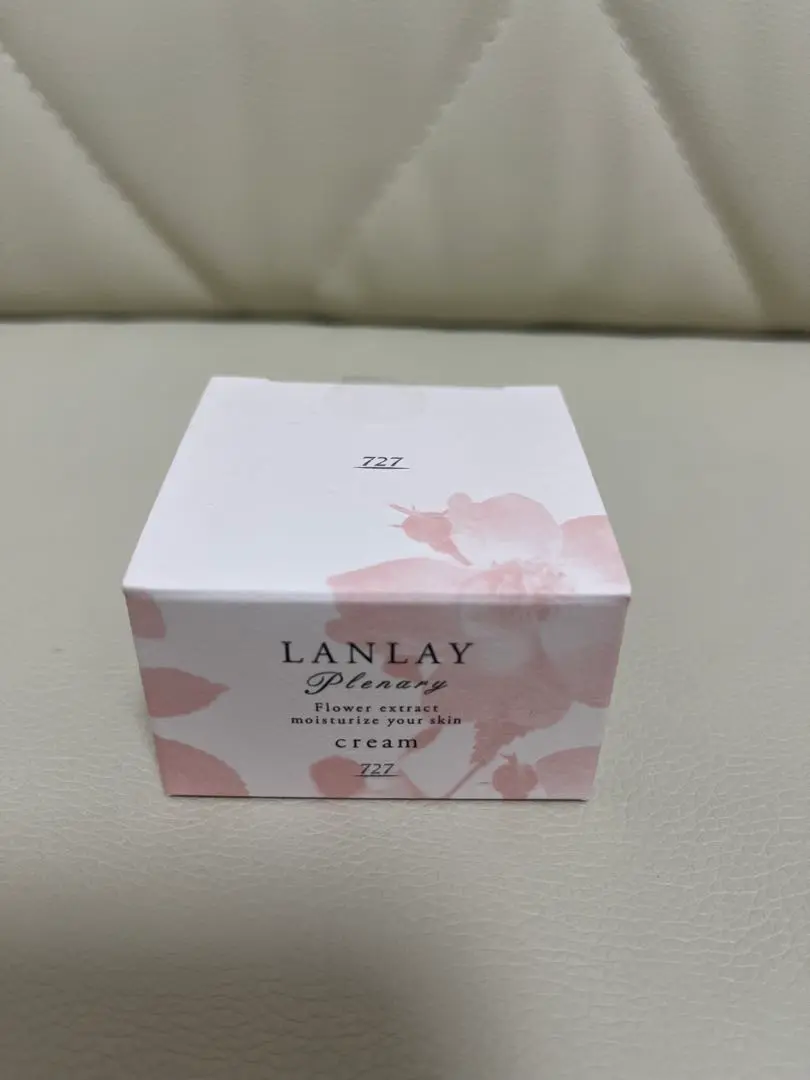 727
LANLAY
Plenary
Flower extract
moisturize your skin
cream
727